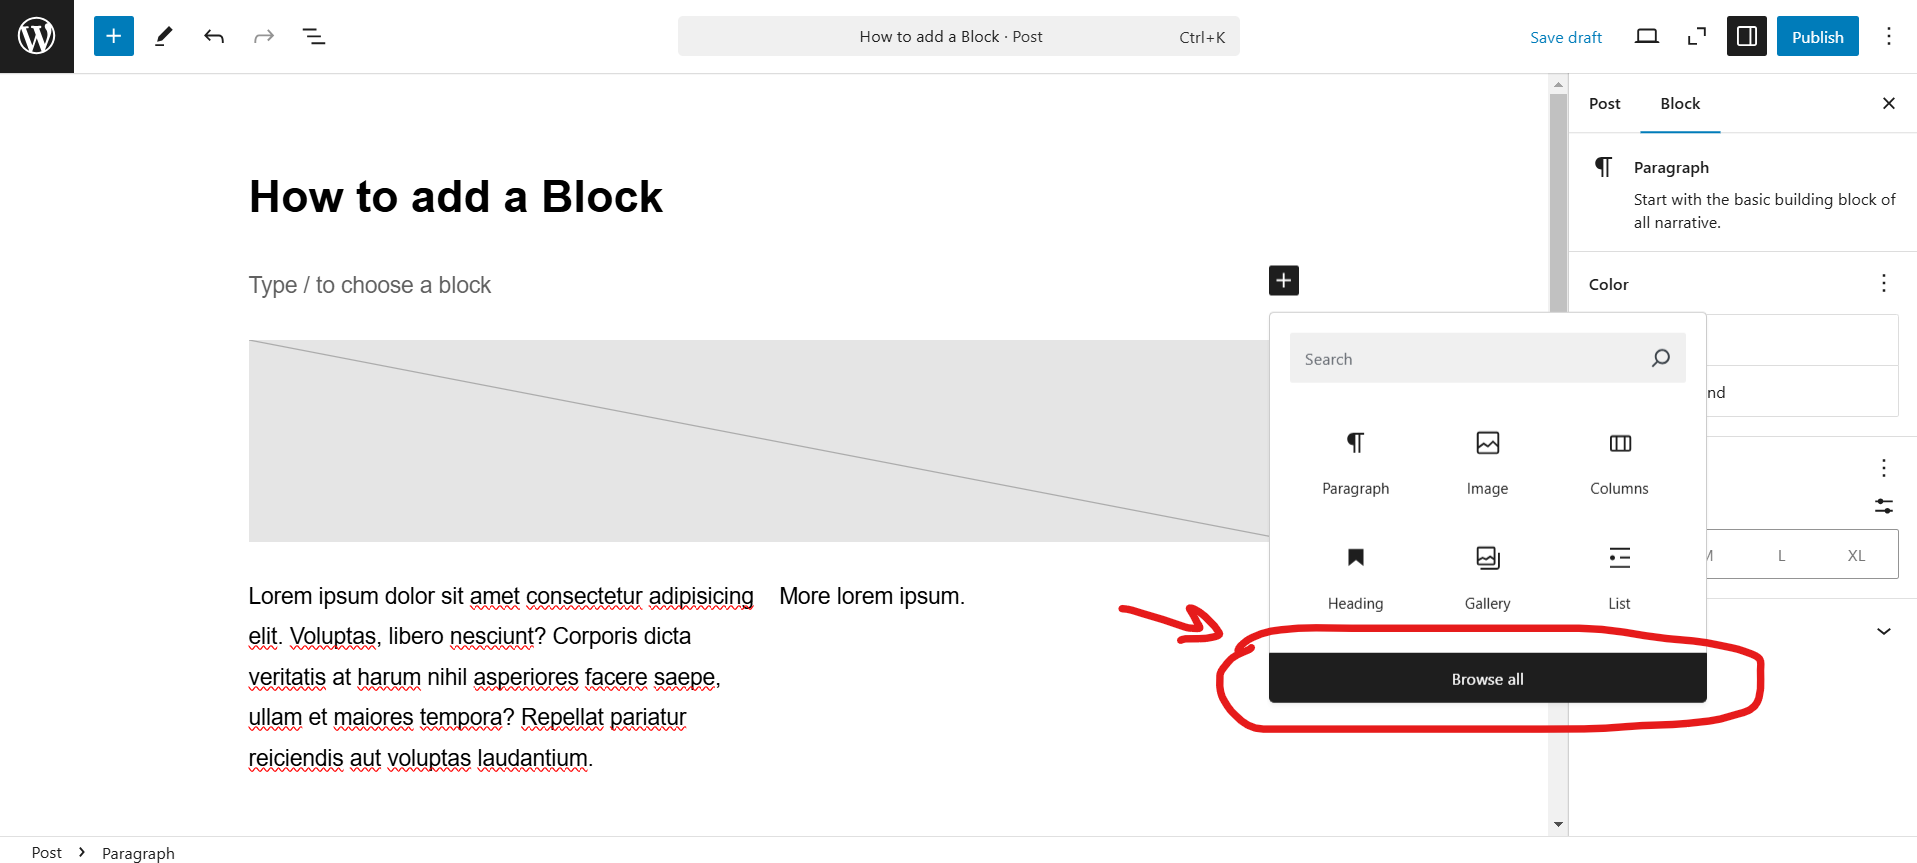 How to add a Block · Post Ctrl+K
Save draft
Publish
Post Block
Paragraph
Start with the basic building block of
all narrative.
Color
nd
L XL
How to add a Block
Type / to choose a block
Search
Paragraph Image Columns
Heading Gallery List
Browse all
Lorem ipsum dolor sit amet consectetur adipisicing
elit. Voluptas, libero nesciunt? Corporis dicta
veritatis at harum nihil asperiores facere saepe,
ullam et maiores tempora? Repellat pariatur
reiciendis aut voluptas laudantium.
More lorem ipsum.
Post Paragraph